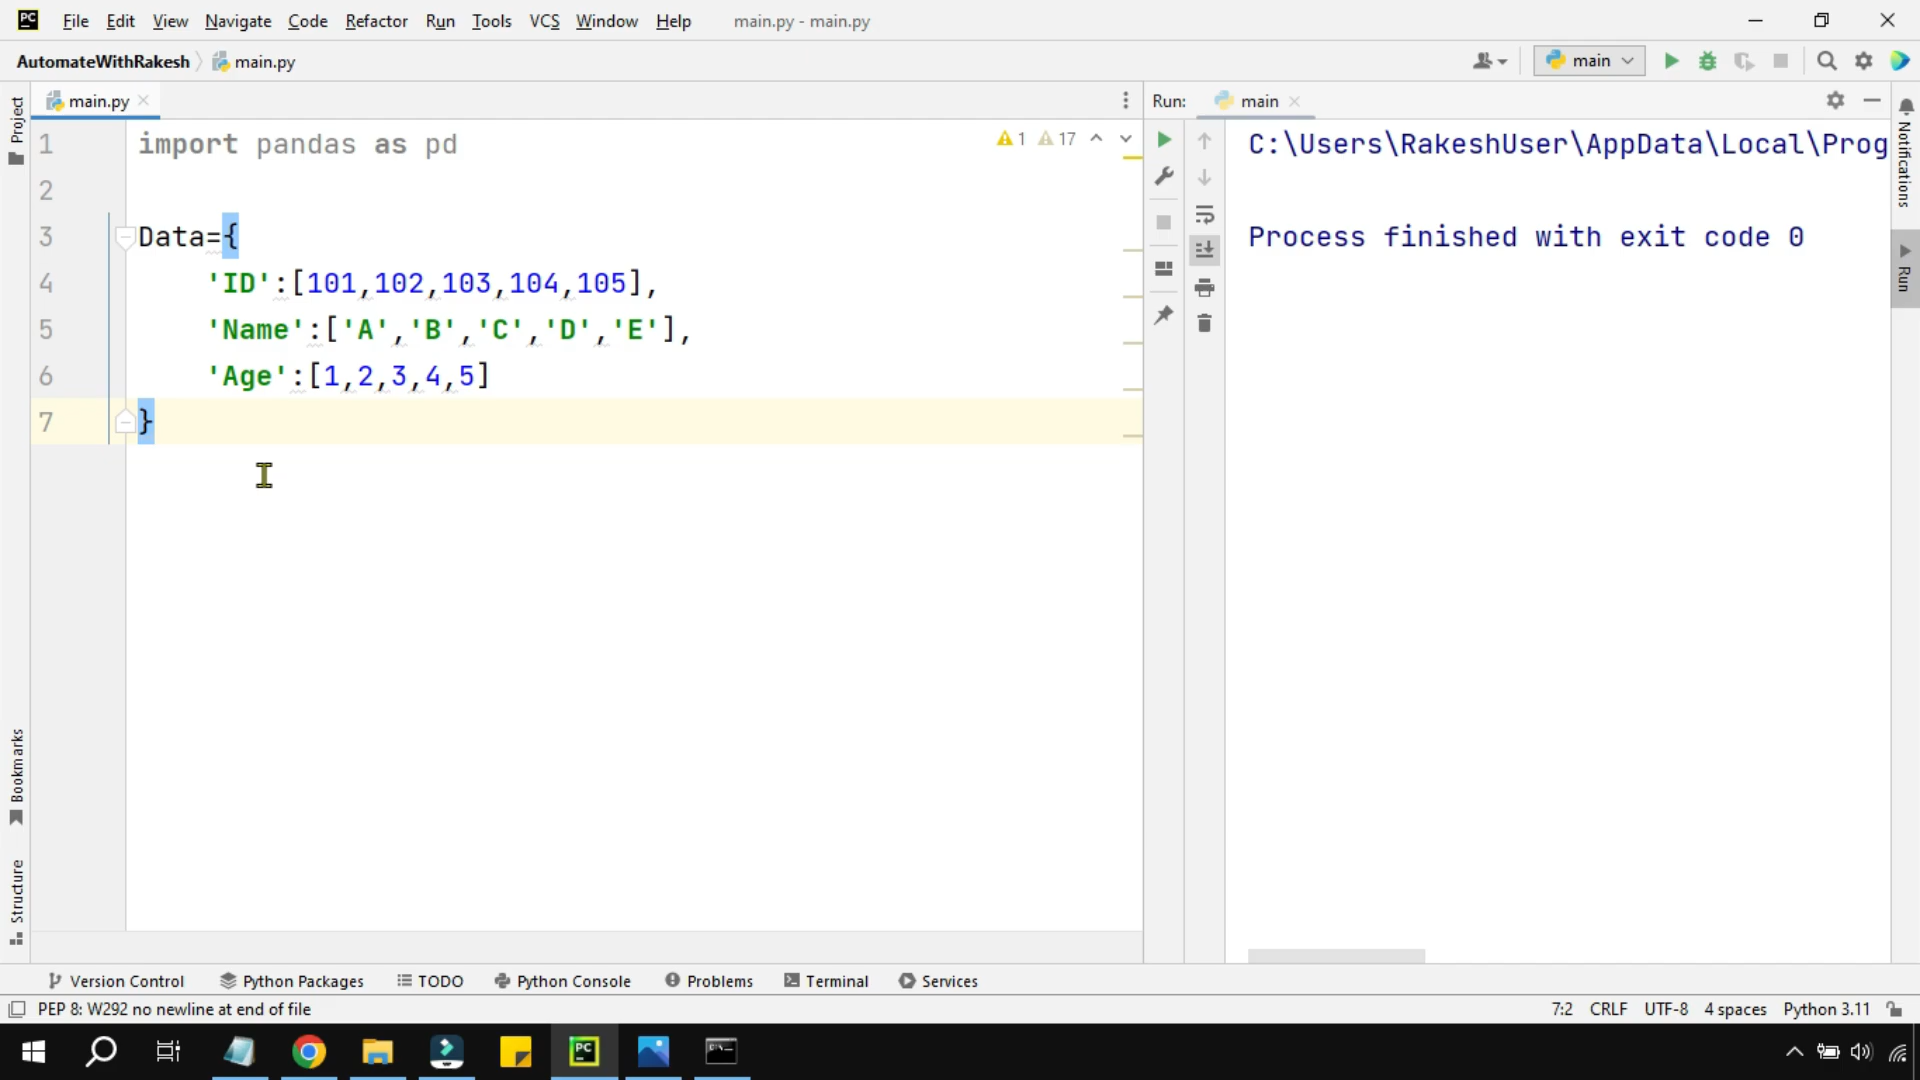 PC File Edit View Navigate Code Refactor Run Tools VCS Window Help main.py - main.py
AutomateWithRakesh main.py main
main.py Run: main
Project
1 import pandas as pd 1 17 C:\Users\RakeshUser\AppData\Local\Prog
2
3 Data={ Process finished with exit code 0
4 'ID':[101,102,103,104,105],
5 'Name':['A','B','C','D','E'],
6 'Age':[1,2,3,4,5]
7 }
Notifications
Run
Bookmarks
Structure
Version Control Python Packages TODO Python Console Problems Terminal Services
PEP 8: W292 no newline at end of file 7:2 CRLF UTF-8 4 spaces Python 3.11
PC